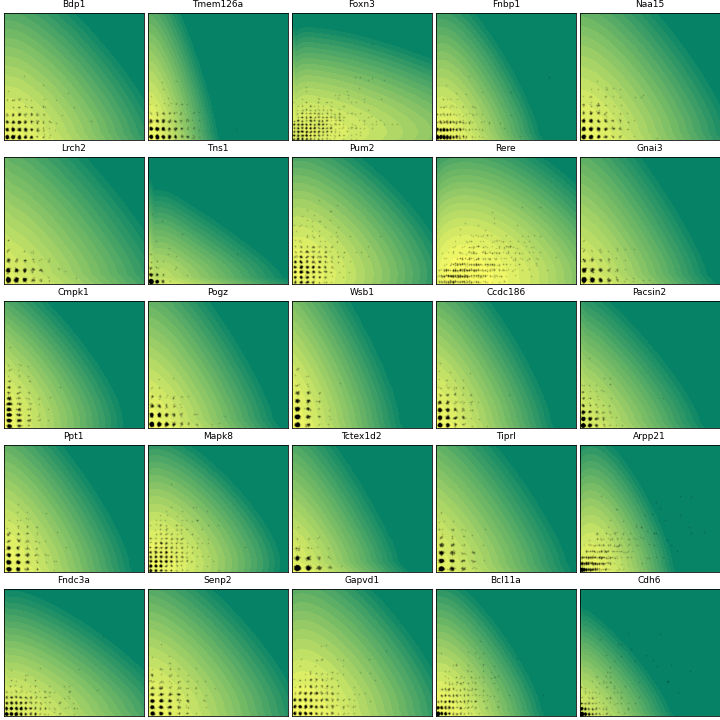 Bdp1 Tmem126a Foxn3 Fnbp1 Naa15
Lrch2 Tns1 Pum2 Rere Gnai3
Cmpk1 Pogz Wsb1 Ccdc186 Pacsin2
Ppt1 Mapk8 Tctex1d2 Tiprl Arpp21
Fndc3a Senp2 Gapvd1 Bcl11a Cdh6